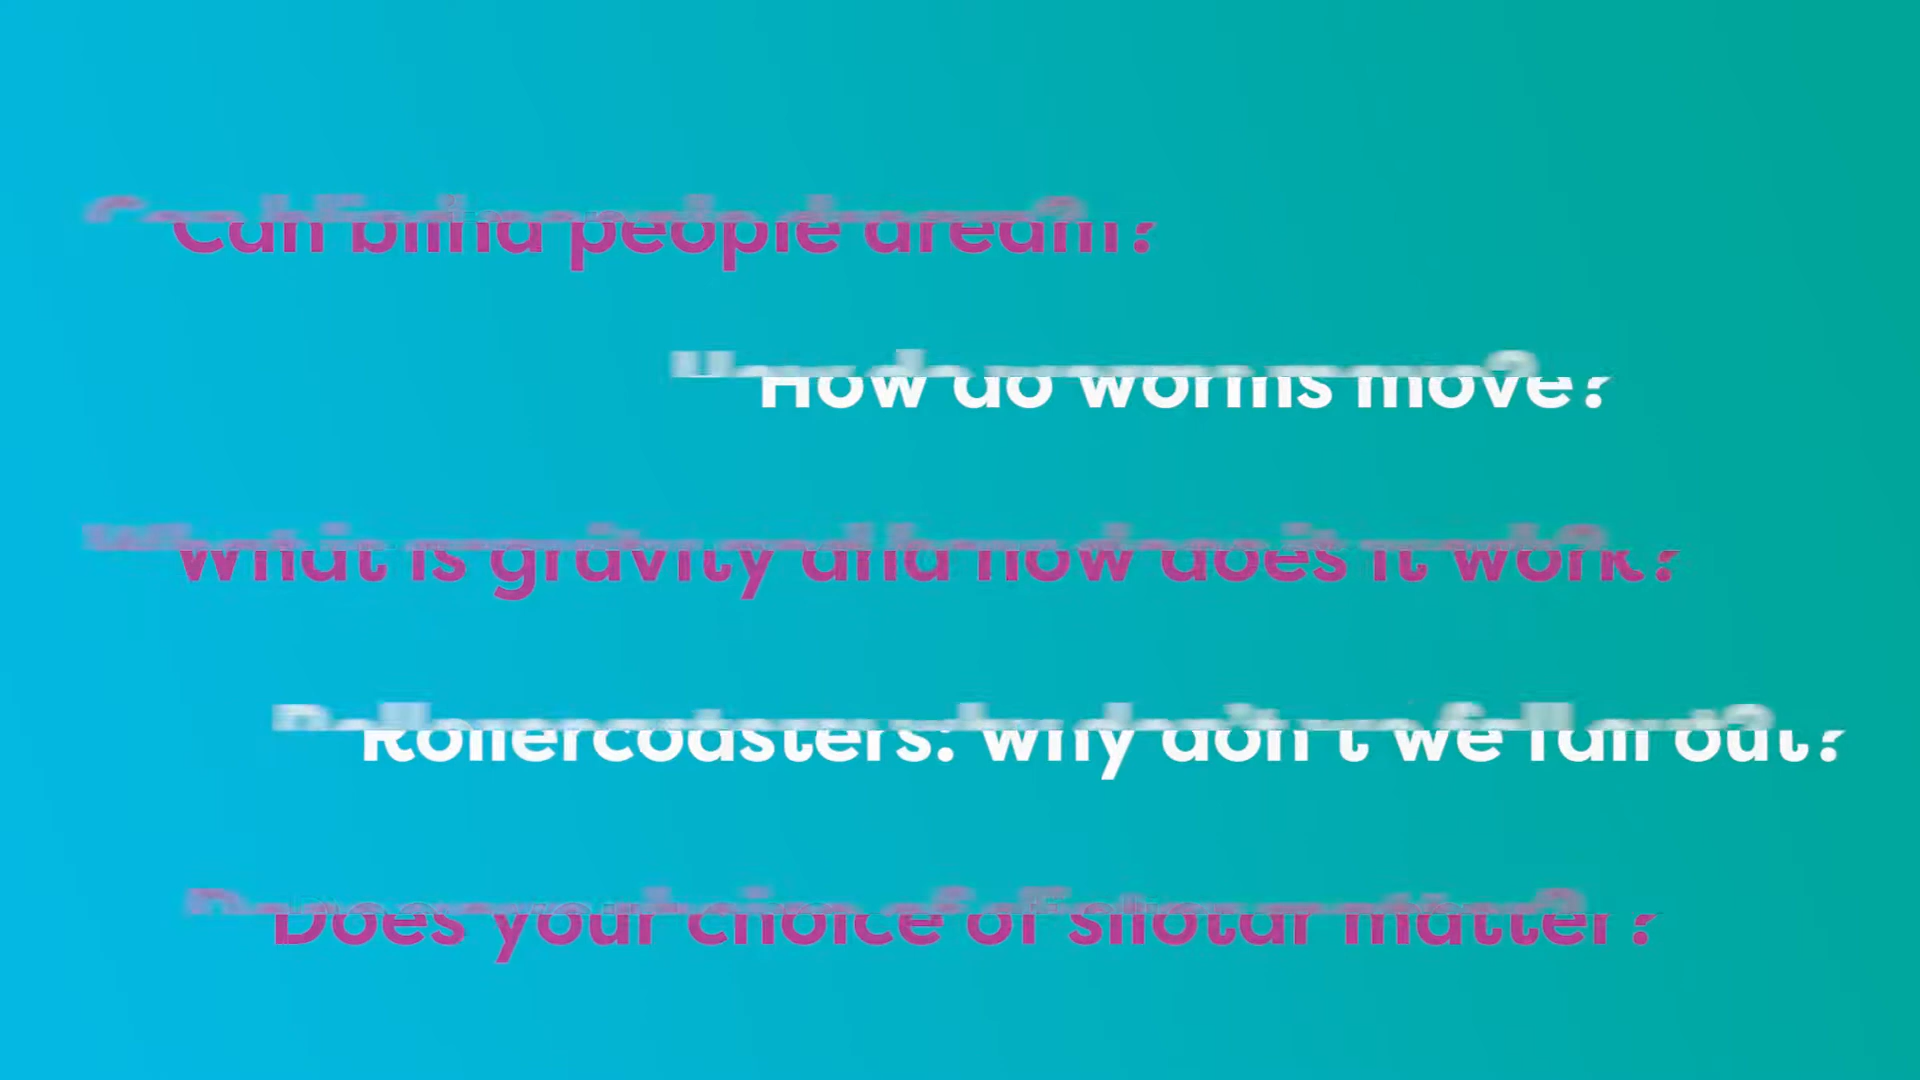 Can blind people dream?
How do worms move?
What is gravity and how does it work?
Rollercoasters: why don't we fall out?
Does your choice of sliotar matter?